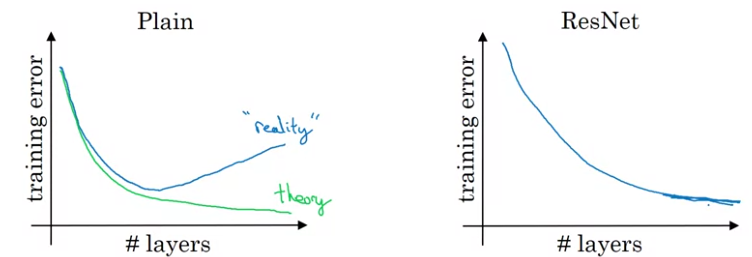 Plain
training error
"reality"
theory
# layers
ResNet
training error
# layers